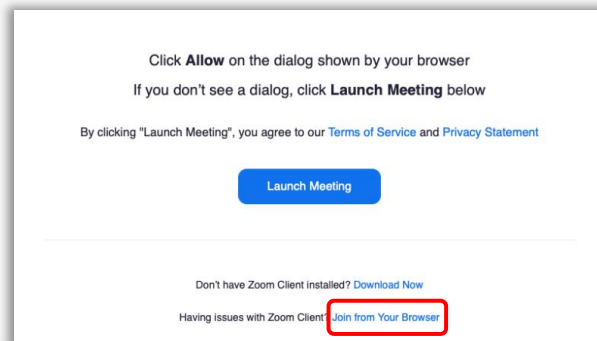 Click Allow on the dialog shown by your browser
If you don't see a dialog, click Launch Meeting below
By clicking "Launch Meeting", you agree to our Terms of Service and Privacy Statement
Launch Meeting
Don't have Zoom Client installed? Download Now
Having issues with Zoom Client? Join from Your Browser